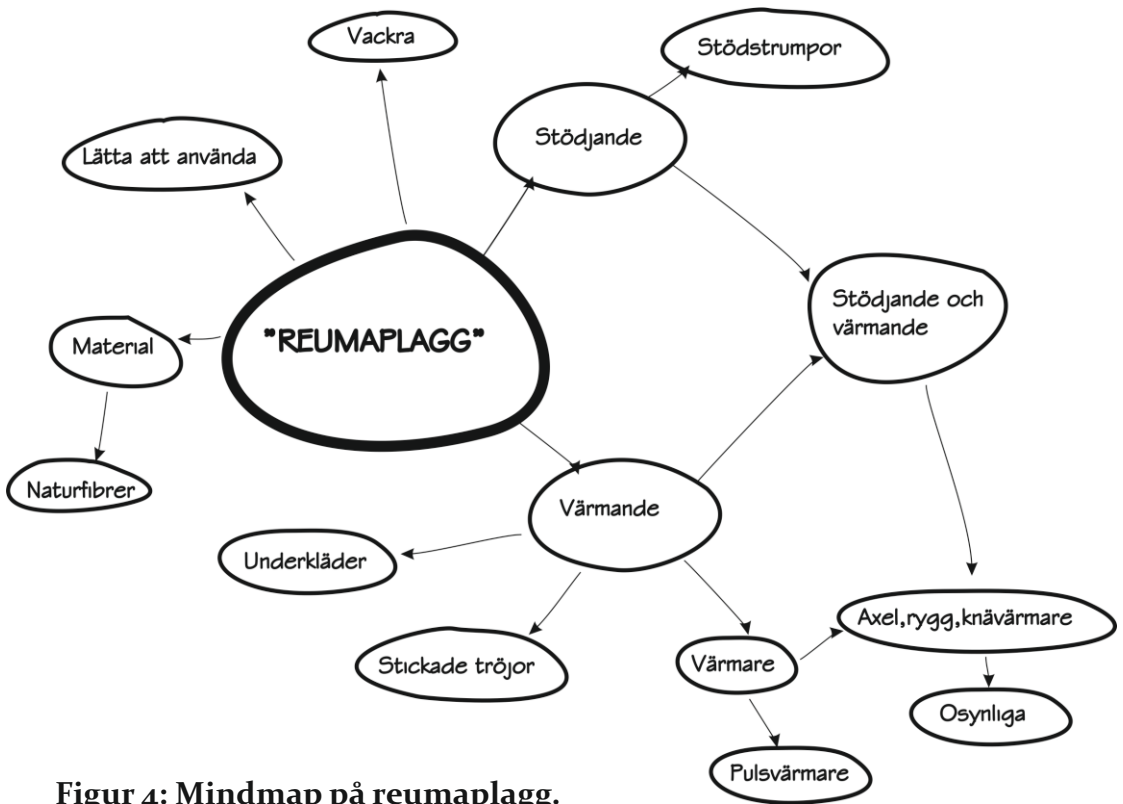 Vackra
Stödstrumpor
Stödjande
Lätta att använda
Stödjande och
värmande
"REUMAPLAGG"
Material
Naturfibrer
Värmande
Underkläder
Axel,rygg,knävärmare
Stickade tröjor
Värmare
Osynliga
Pulsvärmare
Figur 4: Mindmap på reumaplagg.